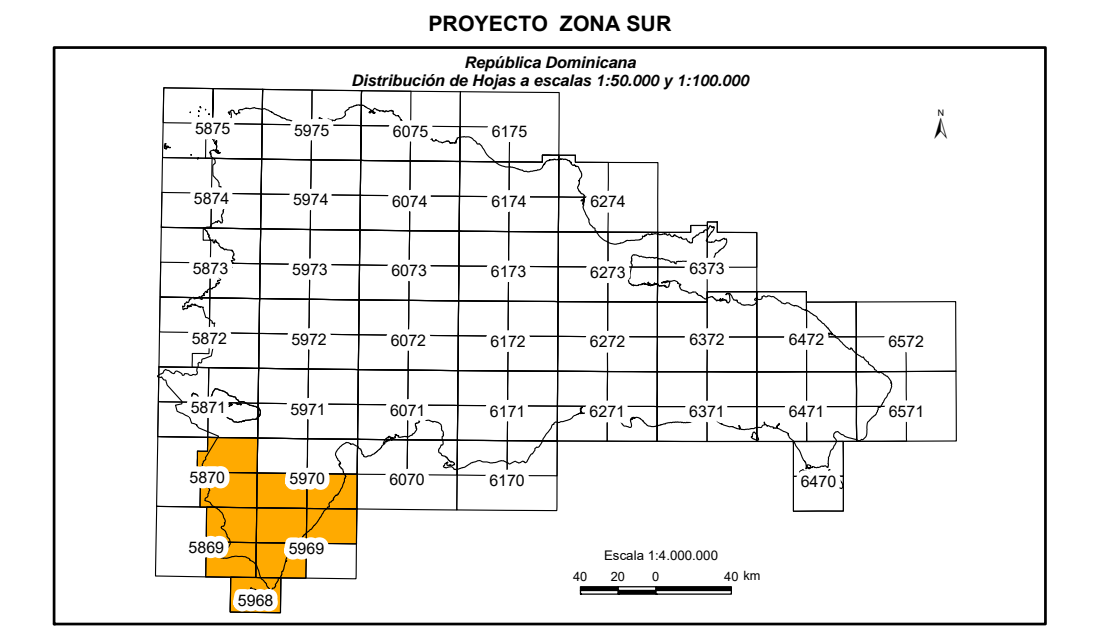 PROYECTO ZONA SUR
República Dominicana
Distribución de Hojas a escalas 1:50.000 y 1:100.000
N
5875 5975 6075 6175
5874 5974 6074 6174 6274
5873 5973 6073 6173 6273 6373
5872 5972 6072 6172 6272 6372 6472 6572
5871 5971 6071 6171 6271 6371 6471 6571
5870 5970 6070 6170 6470
5869 5969
Escala 1:4.000.000
40 20 0 40 km
5968